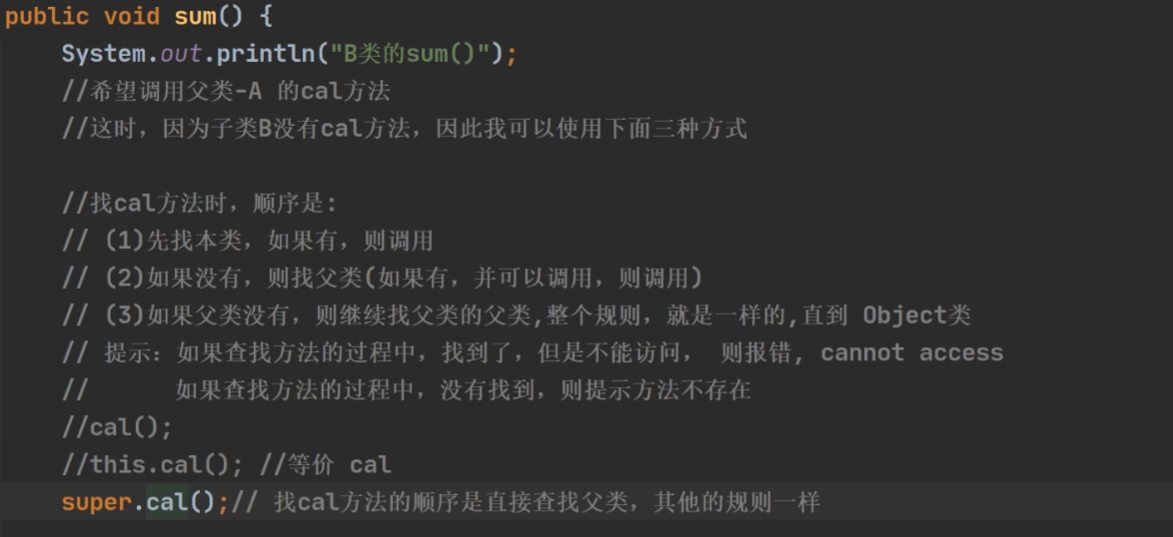 public void sum() {
System.out.println("B类的sum()");
//希望调用父类-A 的cal方法
//这时，因为子类B没有cal方法，因此我可以使用下面三种方式
//找cal方法时，顺序是:
// (1)先找本类，如果有，则调用
// (2)如果没有，则找父类(如果有，并可以调用，则调用)
// (3)如果父类没有，则继续找父类的父类,整个规则，就是一样的,直到 Object类
// 提示：如果查找方法的过程中，找到了，但是不能访问， 则报错, cannot access
// 如果查找方法的过程中，没有找到，则提示方法不存在
//cal();
//this.cal(); //等价 cal
super.cal();// 找cal方法的顺序是直接查找父类，其他的规则一样